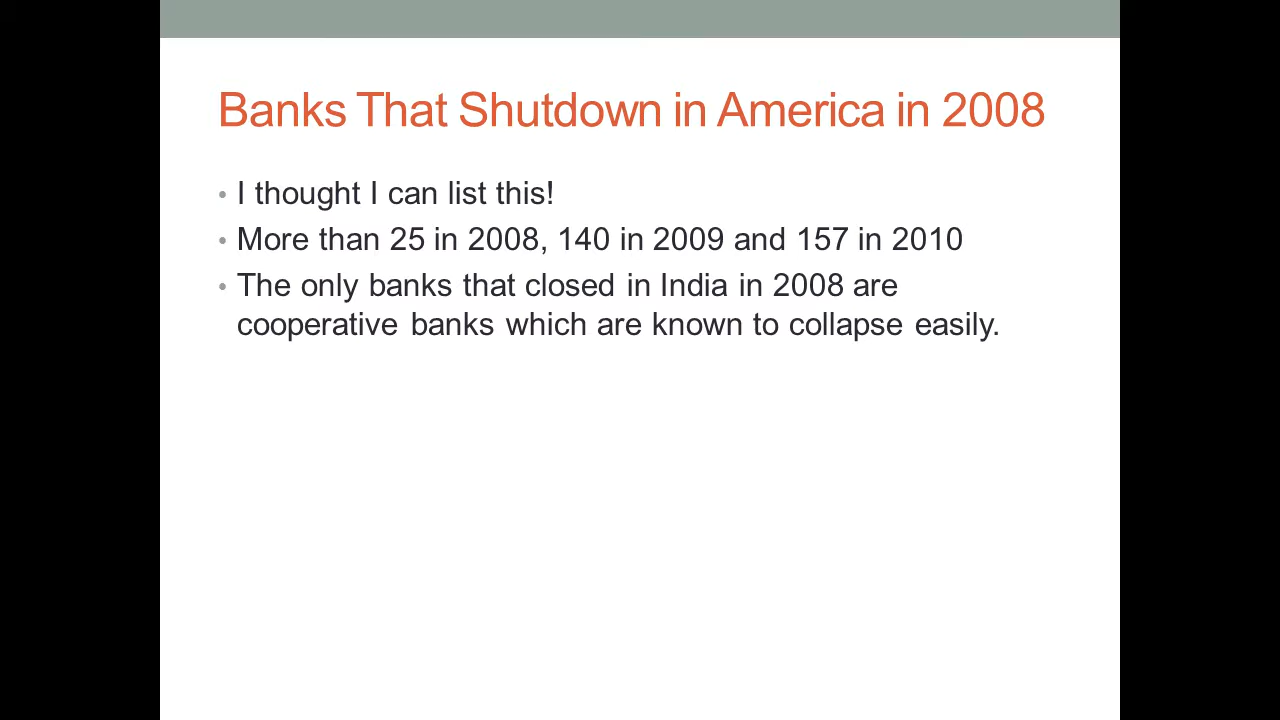 Banks That Shutdown in America in 2008
• I thought I can list this!
• More than 25 in 2008, 140 in 2009 and 157 in 2010
• The only banks that closed in India in 2008 are
cooperative banks which are known to collapse easily.